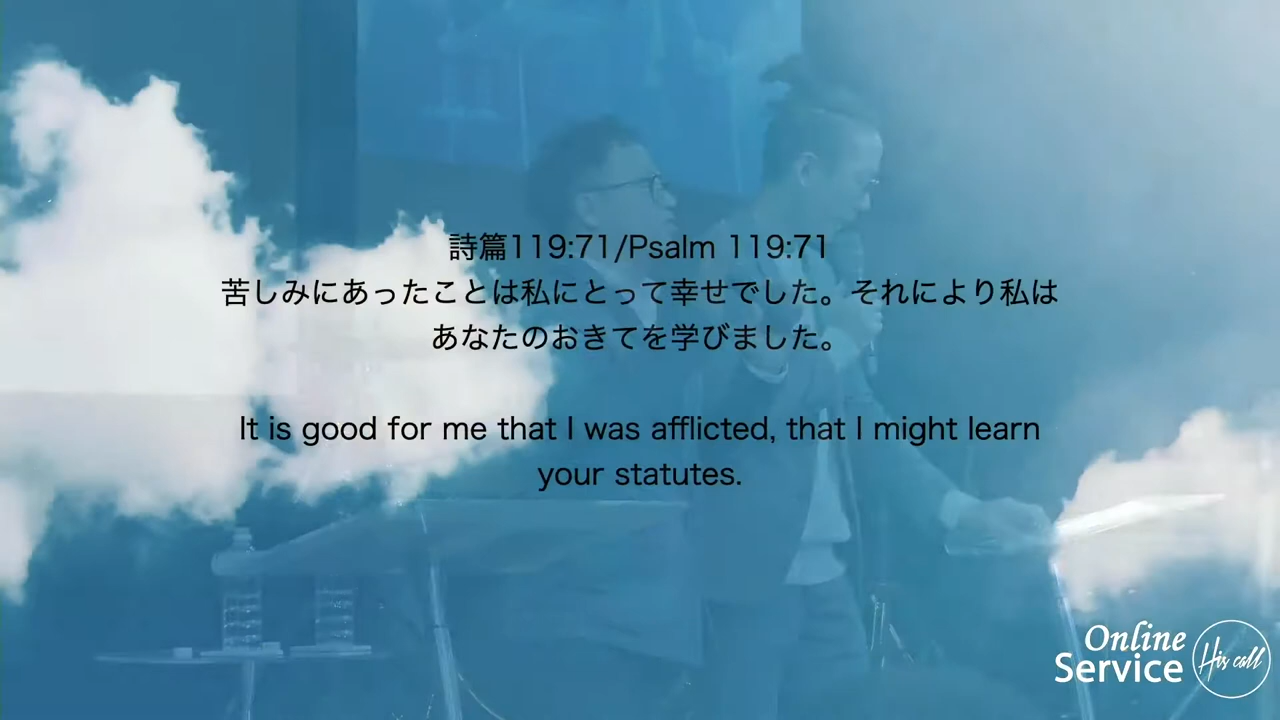 詩篇119:71/Psalm 119:71
苦しみにあったことは私にとって幸せでした。それにより私は
あなたのおきてを学びました。
It is good for me that I was afflicted, that I might learn
your statutes.
Online
Service
His call